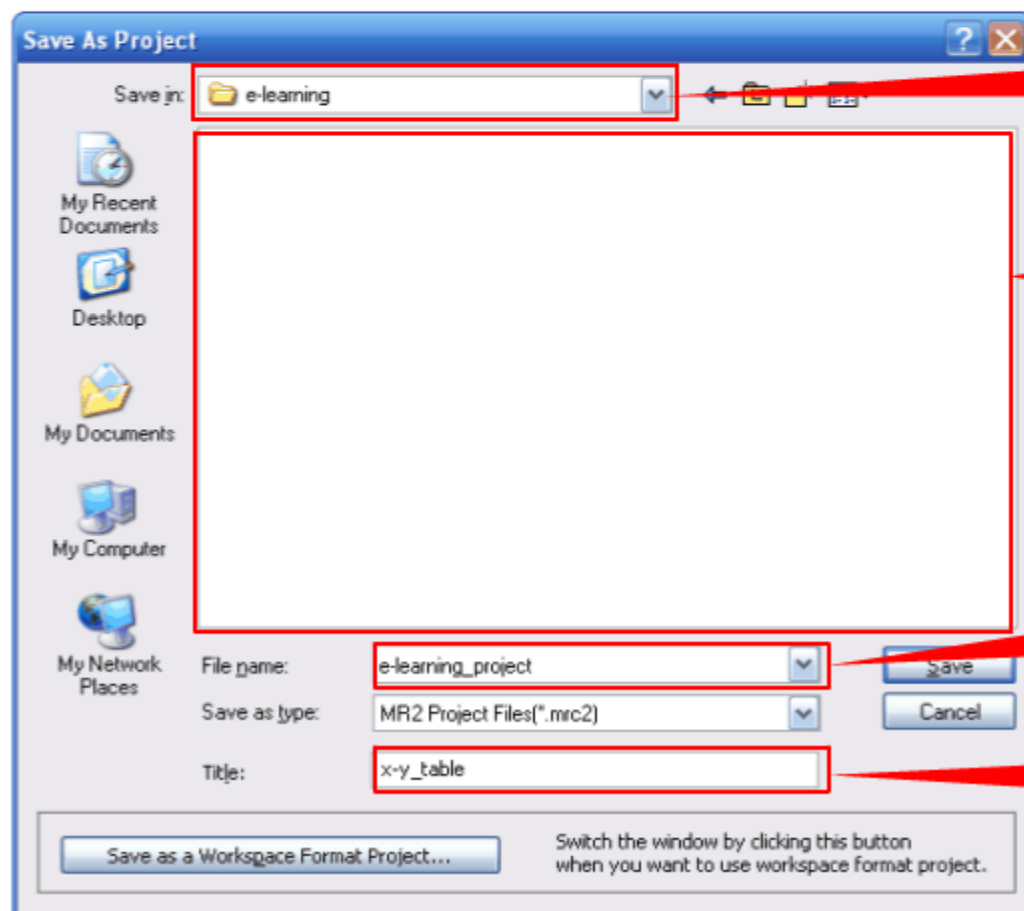 Save As Project
Save in: e-learning
My Recent
Documents
Desktop
My Documents
My Computer
My Network
Places
File name: e-learning_project
Save
Save as type: MR2 Project Files(*.mrc2)
Cancel
Title: x-y_table
Save as a Workspace Format Project...
Switch the window by clicking this button
when you want to use workspace format project.